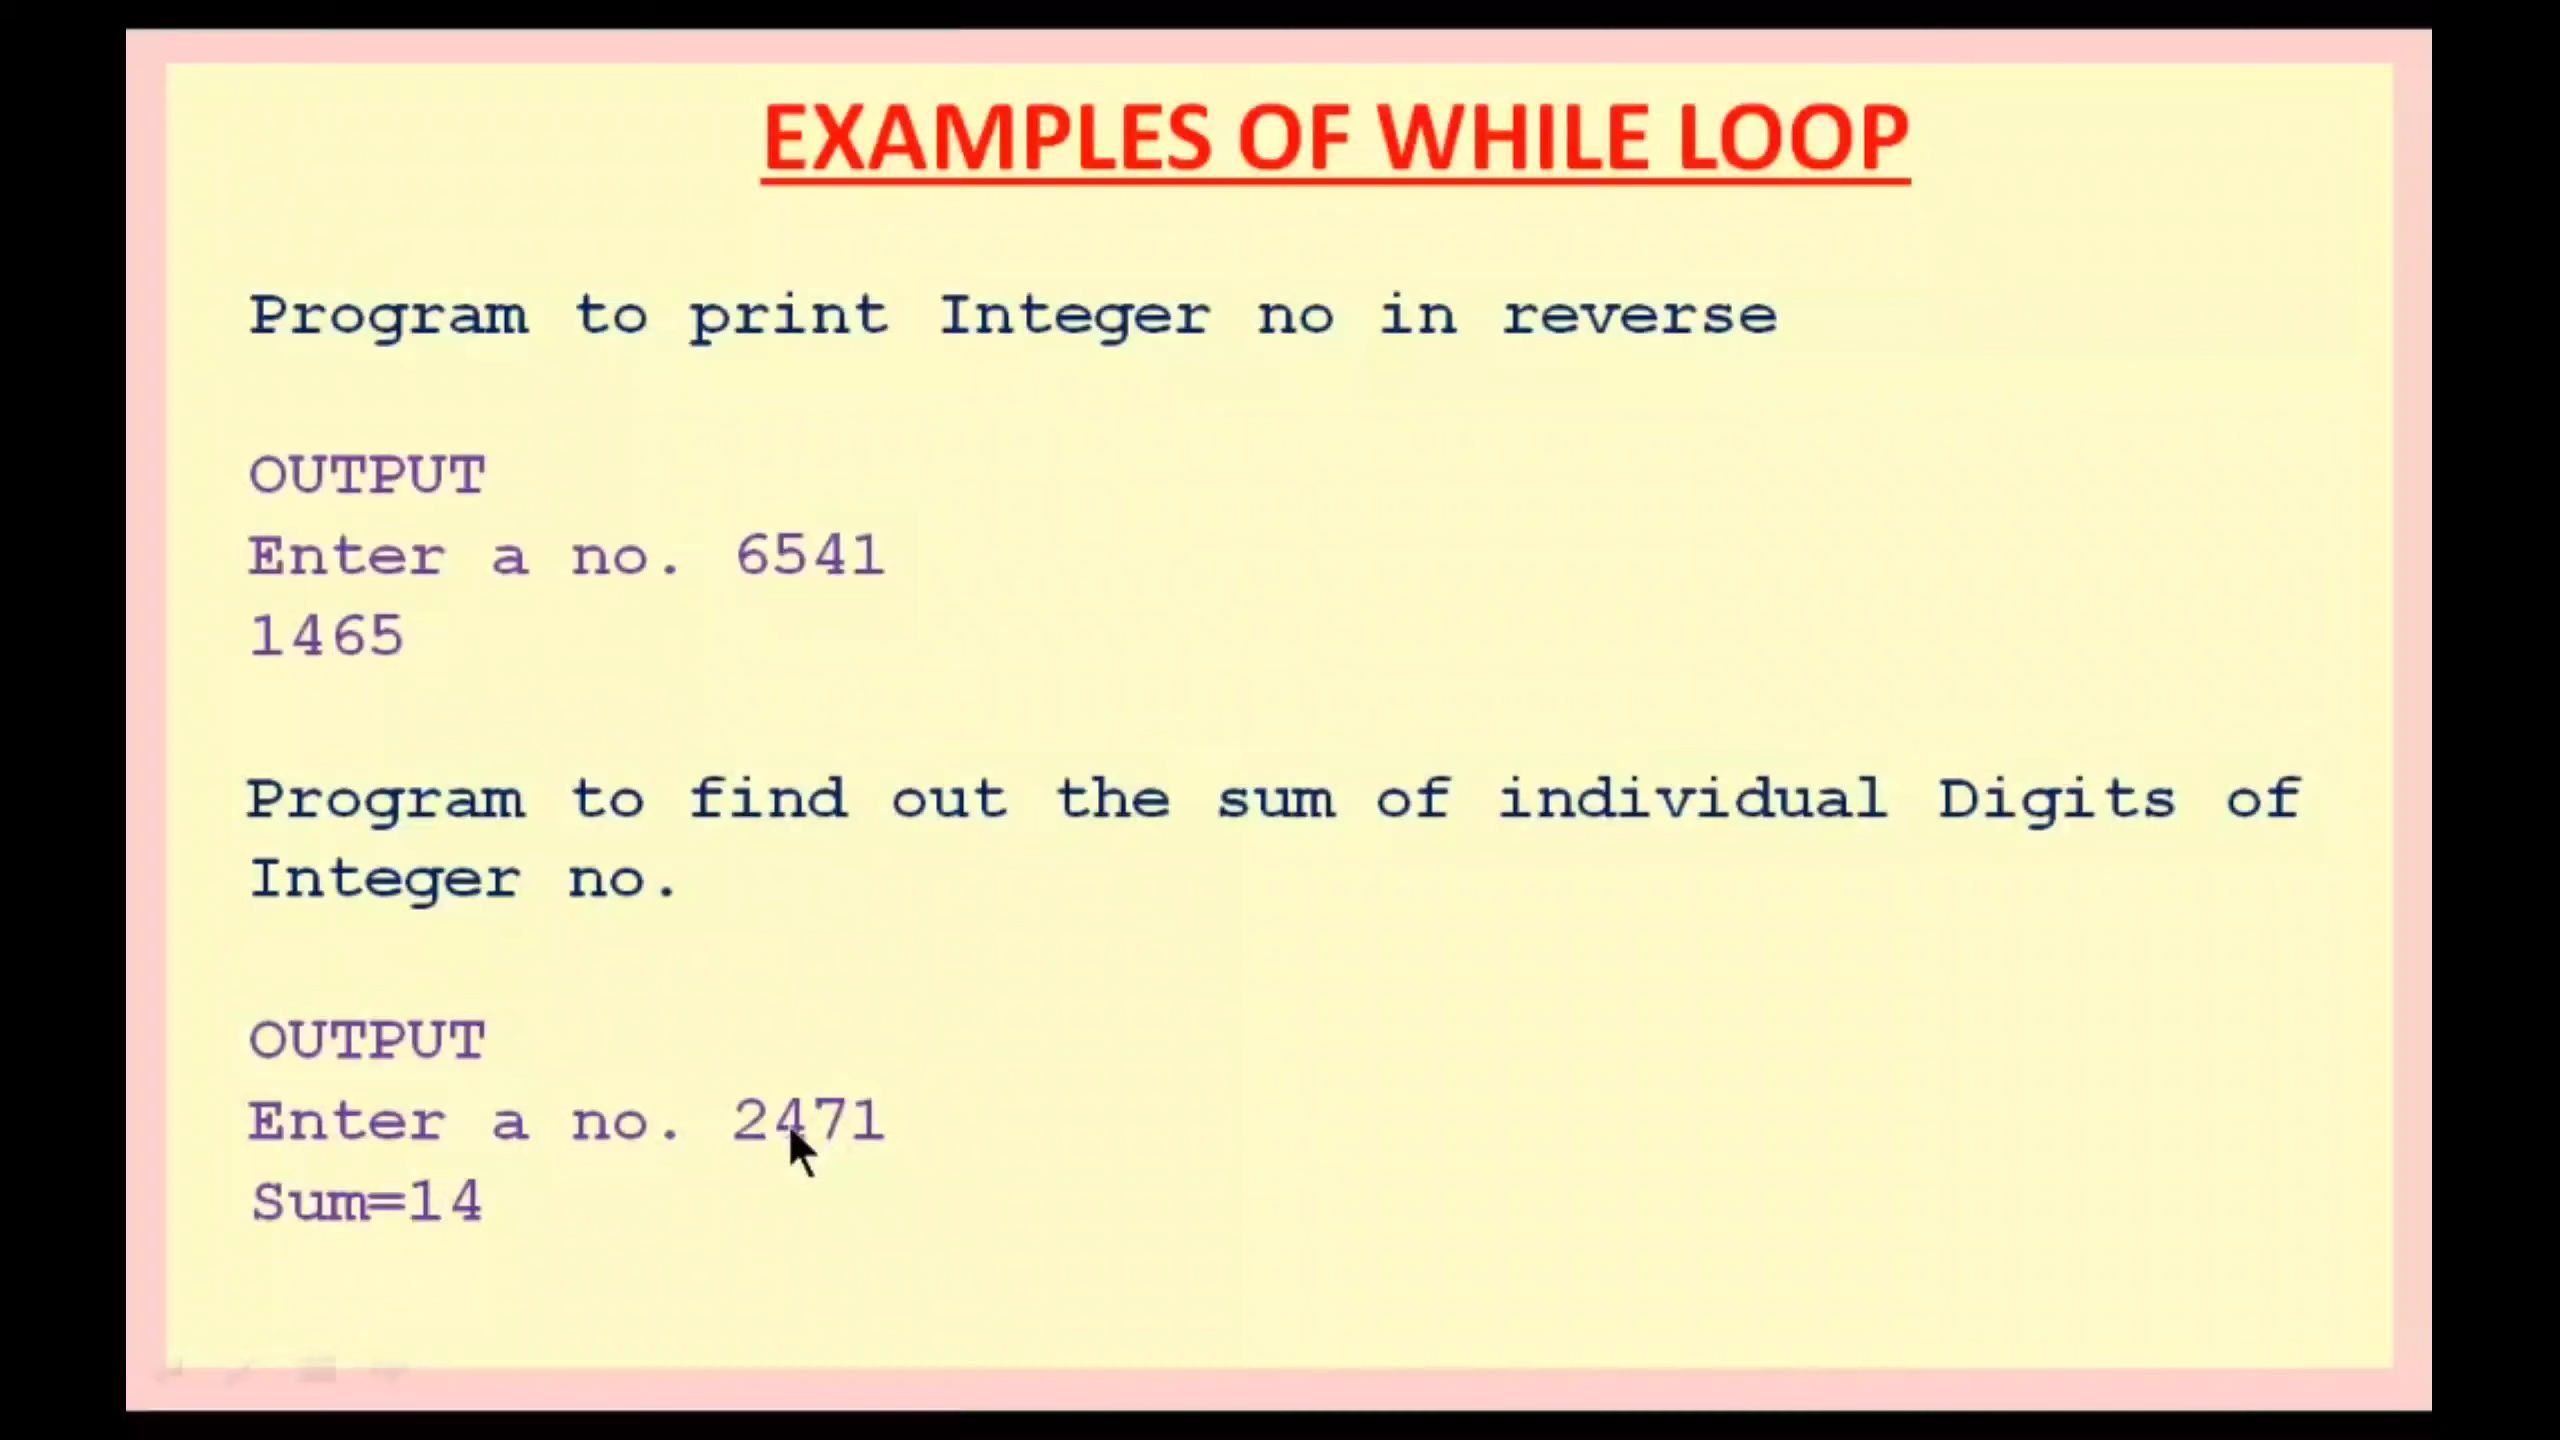 EXAMPLES OF WHILE LOOP
Program to print Integer no in reverse
OUTPUT
Enter a no. 6541
1465
Program to find out the sum of individual Digits of
Integer no.
OUTPUT
Enter a no. 2471
Sum=14